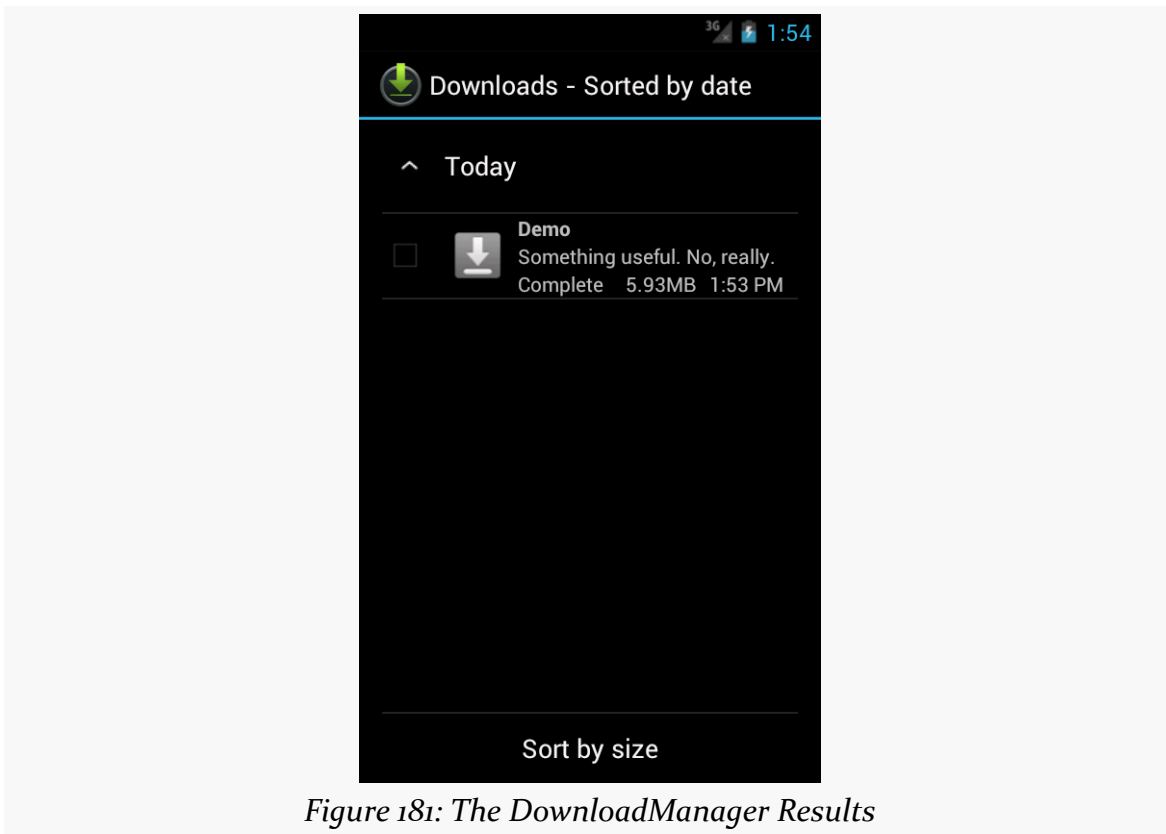 3G 1:54
Downloads - Sorted by date
Today
Demo
Something useful. No, really.
Complete 5.93MB 1:53 PM
Sort by size
Figure 181: The DownloadManager Results